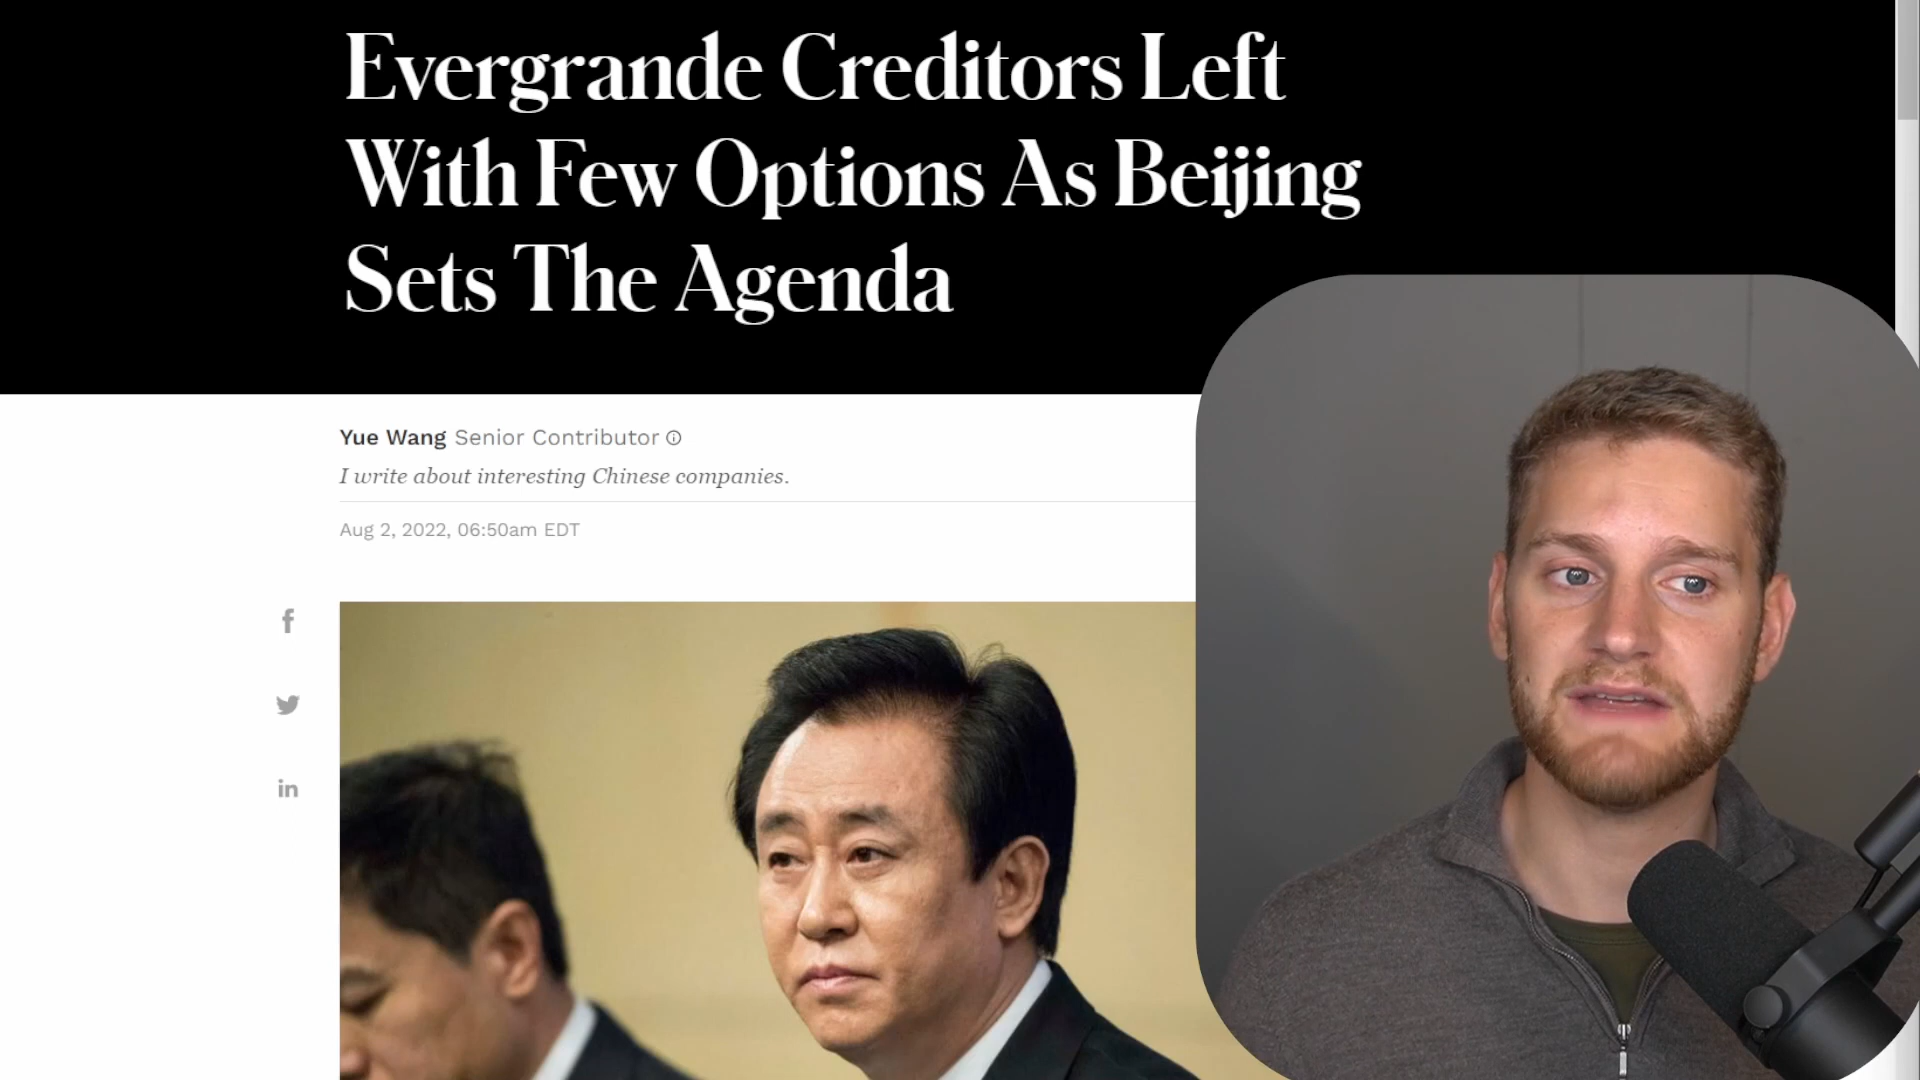 Evergrande Creditors Left
With Few Options As Beijing
Sets The Agenda
Yue Wang Senior Contributor
I write about interesting Chinese companies.
Aug 2, 2022, 06:50am EDT